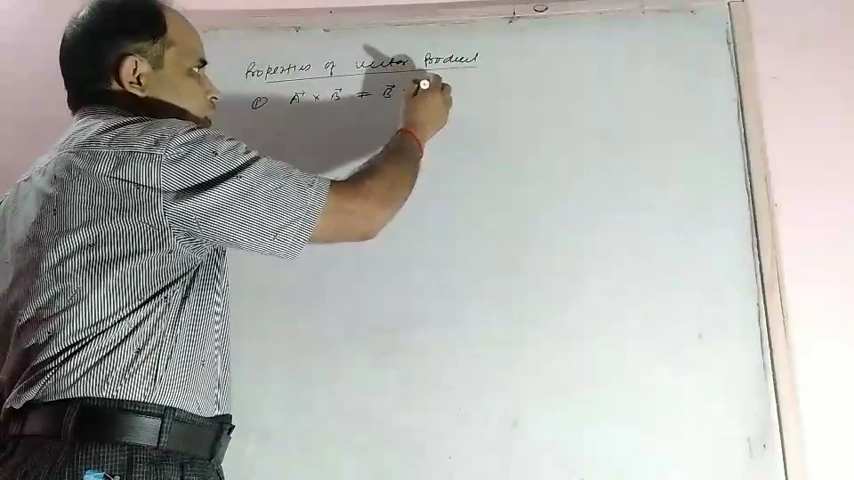 Properties of vector Product
① A⃗ × B⃗ ≠ B⃗